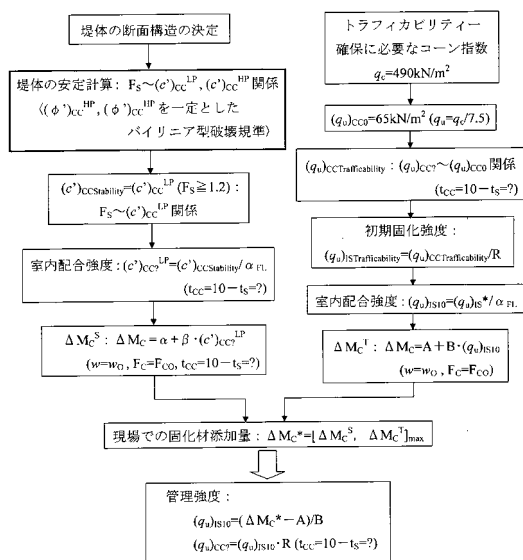 堤体の断面構造の決定
堤体の安定計算：F_S～(c')_CC^LP, (c')_CC^HP 関係
〈(φ')_CC^HP, (φ')_CC^HP を一定とした
バイリニア型破壊規準〉
(c')_CCStability=(c')_CC^LP (F_S≧1.2)：
F_S～(c')_CC^LP 関係
室内配合強度：(c')_CC?^LP=(c')_CCStability/α_FL
(t_CC=10－t_S=?)
ΔM_C^S：ΔM_C=α+β・(c')_CC?^LP
(w=w_O, F_C=F_CO, t_CC=10－t_S=?)
トラフィカビリティー
確保に必要なコーン指数
q_c=490kN/m²
(q_u)_CC0=65kN/m² (q_u=q_c/7.5)
(q_u)_CCTrafficability：(q_u)_CC?～(q_u)_CC0 関係
(t_CC=10－t_S=?)
初期固化強度：
(q_u)_ISTrafficability=(q_u)_CCTrafficability/R
室内配合強度：(q_u)_IS10=(q_u)_IS*/α_FL
ΔM_C^T：ΔM_C=A+B・(q_u)_IS10
(w=w_O, F_C=F_CO)
現場での固化材添加量：ΔM_C*=[ΔM_C^S, ΔM_C^T]_max
管理強度：
(q_u)_IS10=(ΔM_C*－A)/B
(q_u)_CC?=(q_u)_IS10・R (t_CC=10－t_S=?)